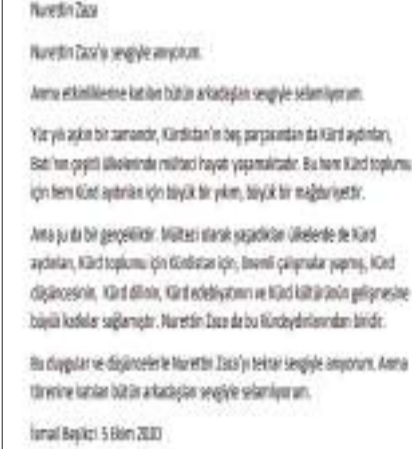 Nurettin Zaza
Nurettin Zaza'yı sevgiyle anıyorum.
Anma etkinliklerine katılan bütün arkadaşları sevgiyle selamlıyorum.
Yüz yılı aşkın bir zamandır, Kürdistan'ın beş parçasından da Kürd aydınları,
Batı'nın çeşitli ülkelerinde mülteci hayatı yaşamaktadır. Bu hem Kürd toplumu
için hem Kürd aydınları için büyük bir yıkım, büyük bir mağduriyettir.
Ama şu da bir gerçekliktir. Mülteci olarak yaşadıkları ülkelerde de Kürd
aydınları, Kürd toplumu için Kürdistan için, önemli çalışmalar yapmış, Kürd
düşüncesinin, Kürd dilinin, Kürd edebiyatının ve Kürd kültürünün gelişmesine
büyük katkılar sağlamıştır. Nurettin Zaza da bu Kürdaydınlarından biridir.
Bu duygular ve düşüncelerle Nurettin Zaza'yı tekrar sevgiyle anıyorum. Anma
törenine katılan bütün arkadaşları sevgiyle selamlıyorum.
İsmail Beşikci 5 Ekim 2020